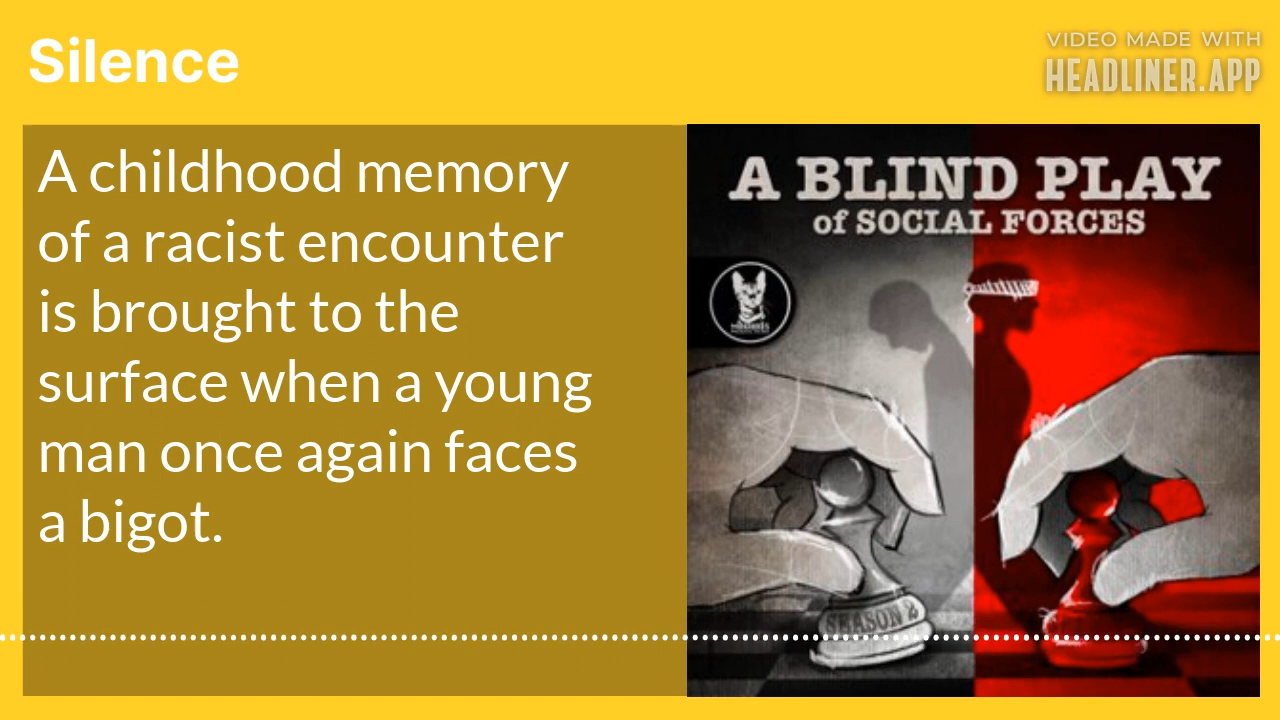 Silence
VIDEO MADE WITH
HEADLINER.APP
A childhood memory
of a racist encounter
is brought to the
surface when a young
man once again faces
a bigot.
A BLIND PLAY
of SOCIAL FORCES
SEASON 2